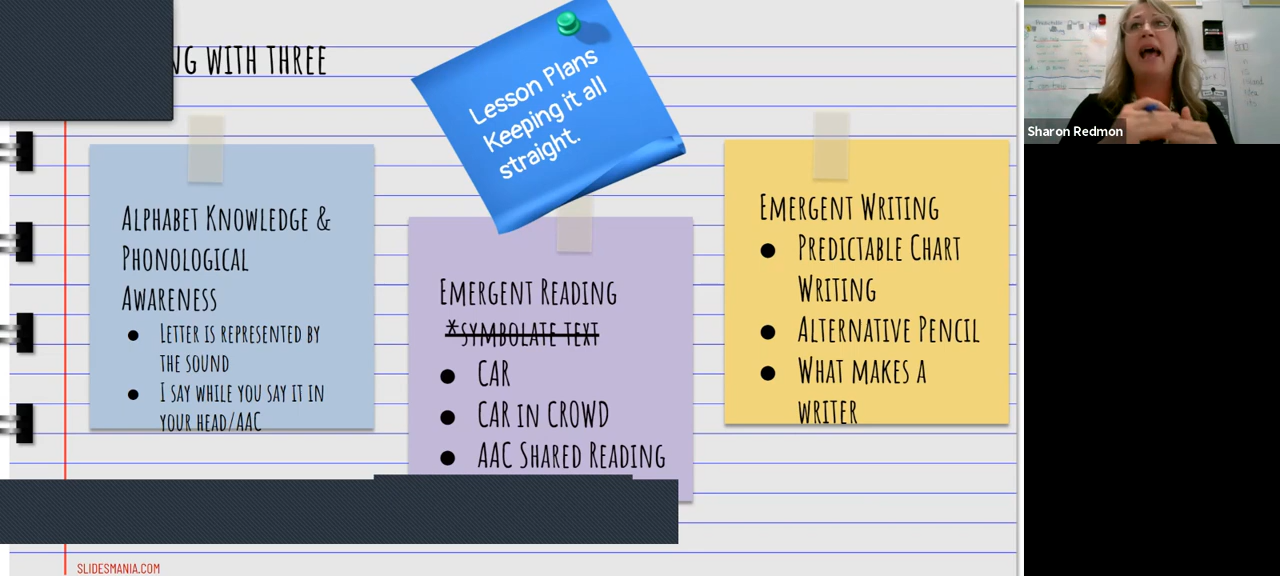 NG WITH THREE
Lesson Plans
Keeping it all
straight.
Alphabet Knowledge &
Phonological
Awareness
● Letter is represented by
the sound
● I say while you say it in
your head/AAC
Emergent Reading
*symbolate text
● CAR
● CAR in CROWD
● AAC Shared Reading
Emergent Writing
● Predictable Chart
Writing
● Alternative Pencil
● What makes a
writer
SLIDESMANIA.COM
Sharon Redmon